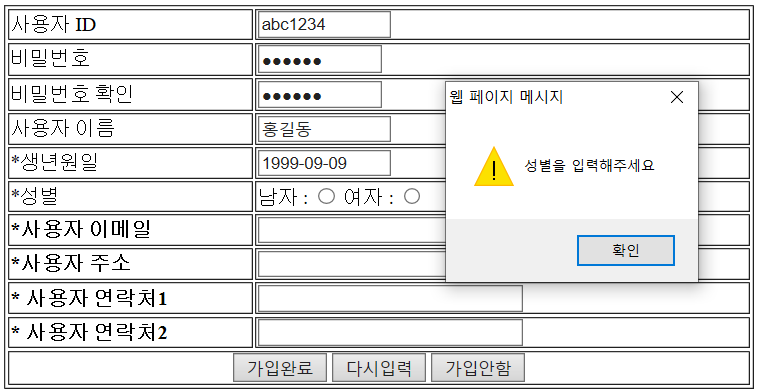 사용자 ID abc1234
비밀번호 ●●●●●●
비밀번호 확인 ●●●●●●
사용자 이름 홍길동
*생년원일 1999-09-09
*성별 남자 : 여자 :
*사용자 이메일
*사용자 주소
* 사용자 연락처1
* 사용자 연락처2
가입완료 다시입력 가입안함
웹 페이지 메시지
성별을 입력해주세요
확인